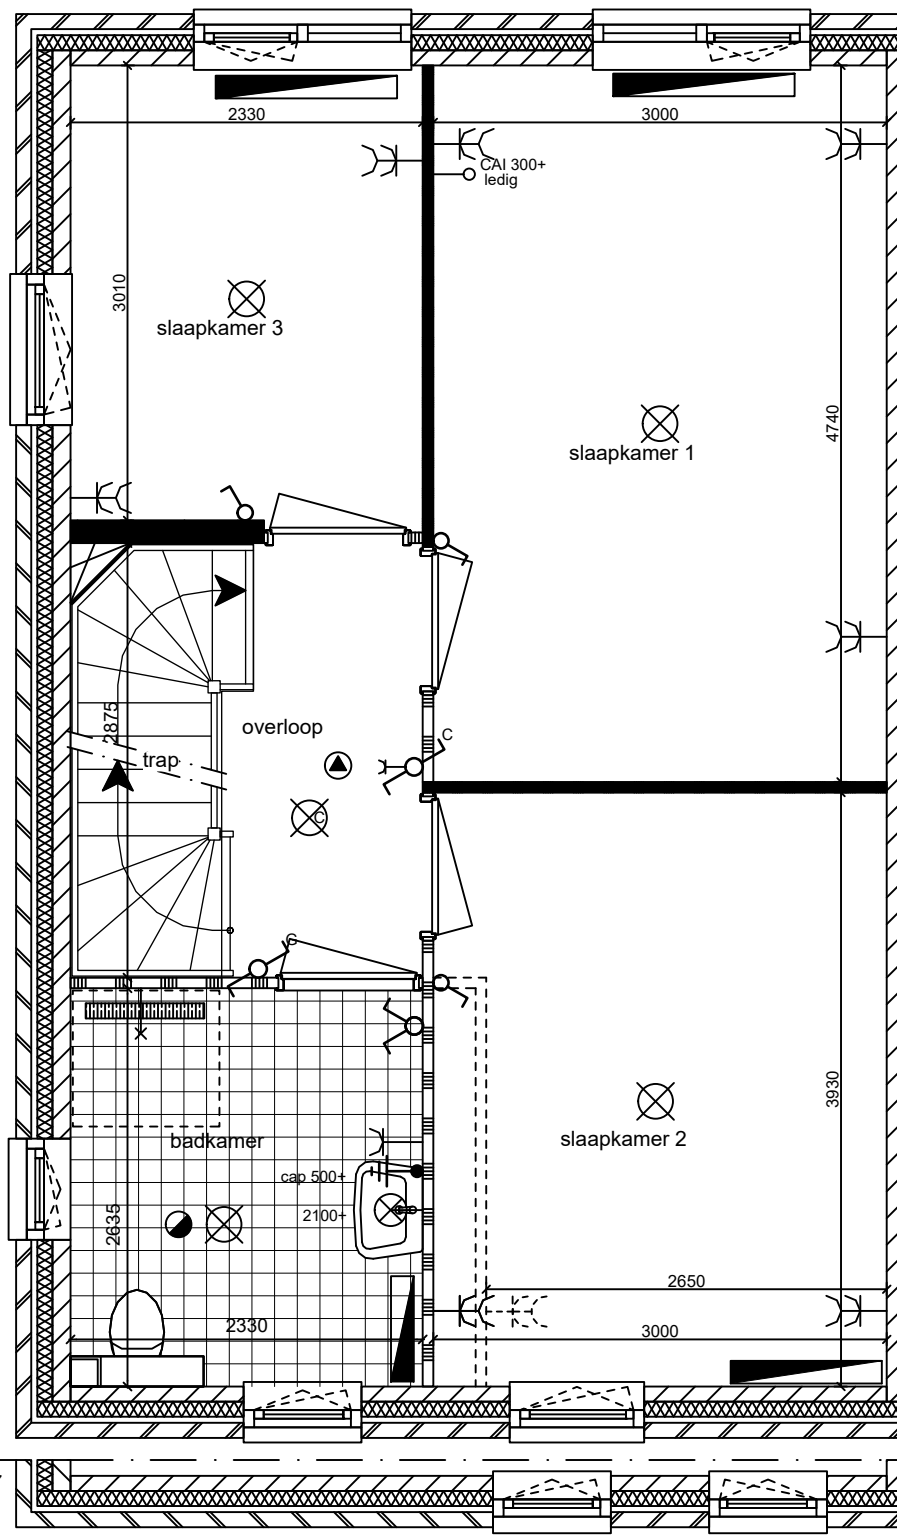 2330
3000
CAI 300+
ledig
3010
slaapkamer 3
4740
slaapkamer 1
2875
overloop
C
trap
C
C
3930
slaapkamer 2
badkamer
cap 500+
2100+
2635
2650
2330
3000